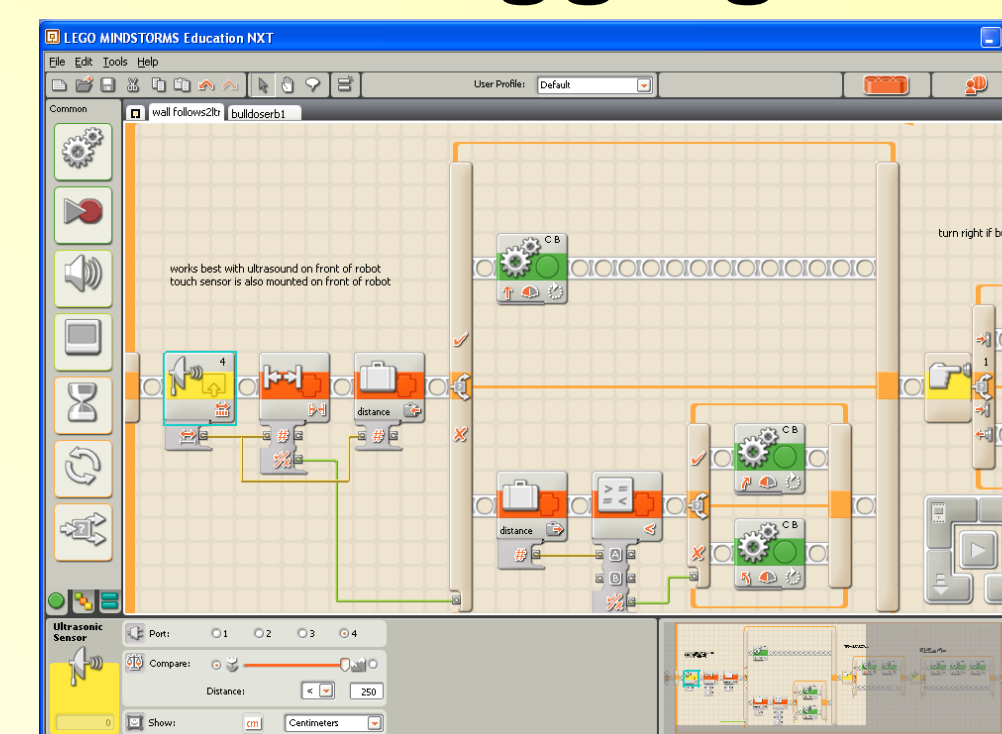 LEGO MINDSTORMS Education NXT
File Edit Tools Help
User Profile: Default
Common
wall follows2ltr bulldoserb1
C B
turn right if bu
works best with ultrasound on front of robot
touch sensor is also mounted on front of robot
4
1
distance
C B
distance
A
B
C B
Ultrasonic
Sensor
Port: 1 2 3 4
Compare:
Distance: < 250
0
Show: cm Centimeters